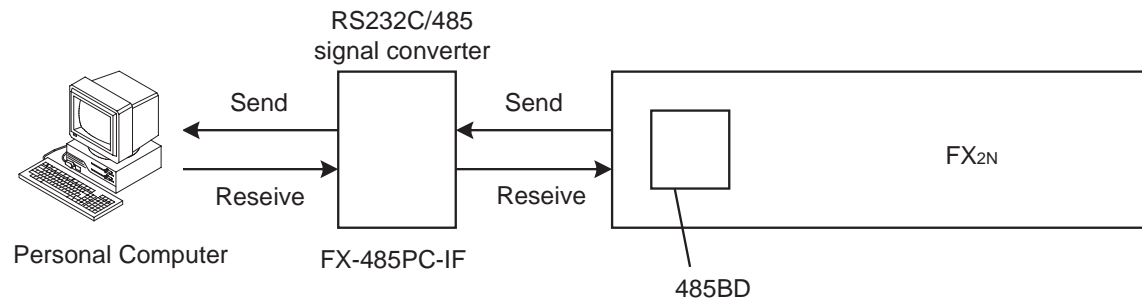 RS232C/485
signal converter
Send
Send
Reseive
Reseive
FX2N
Personal Computer
FX-485PC-IF
485BD